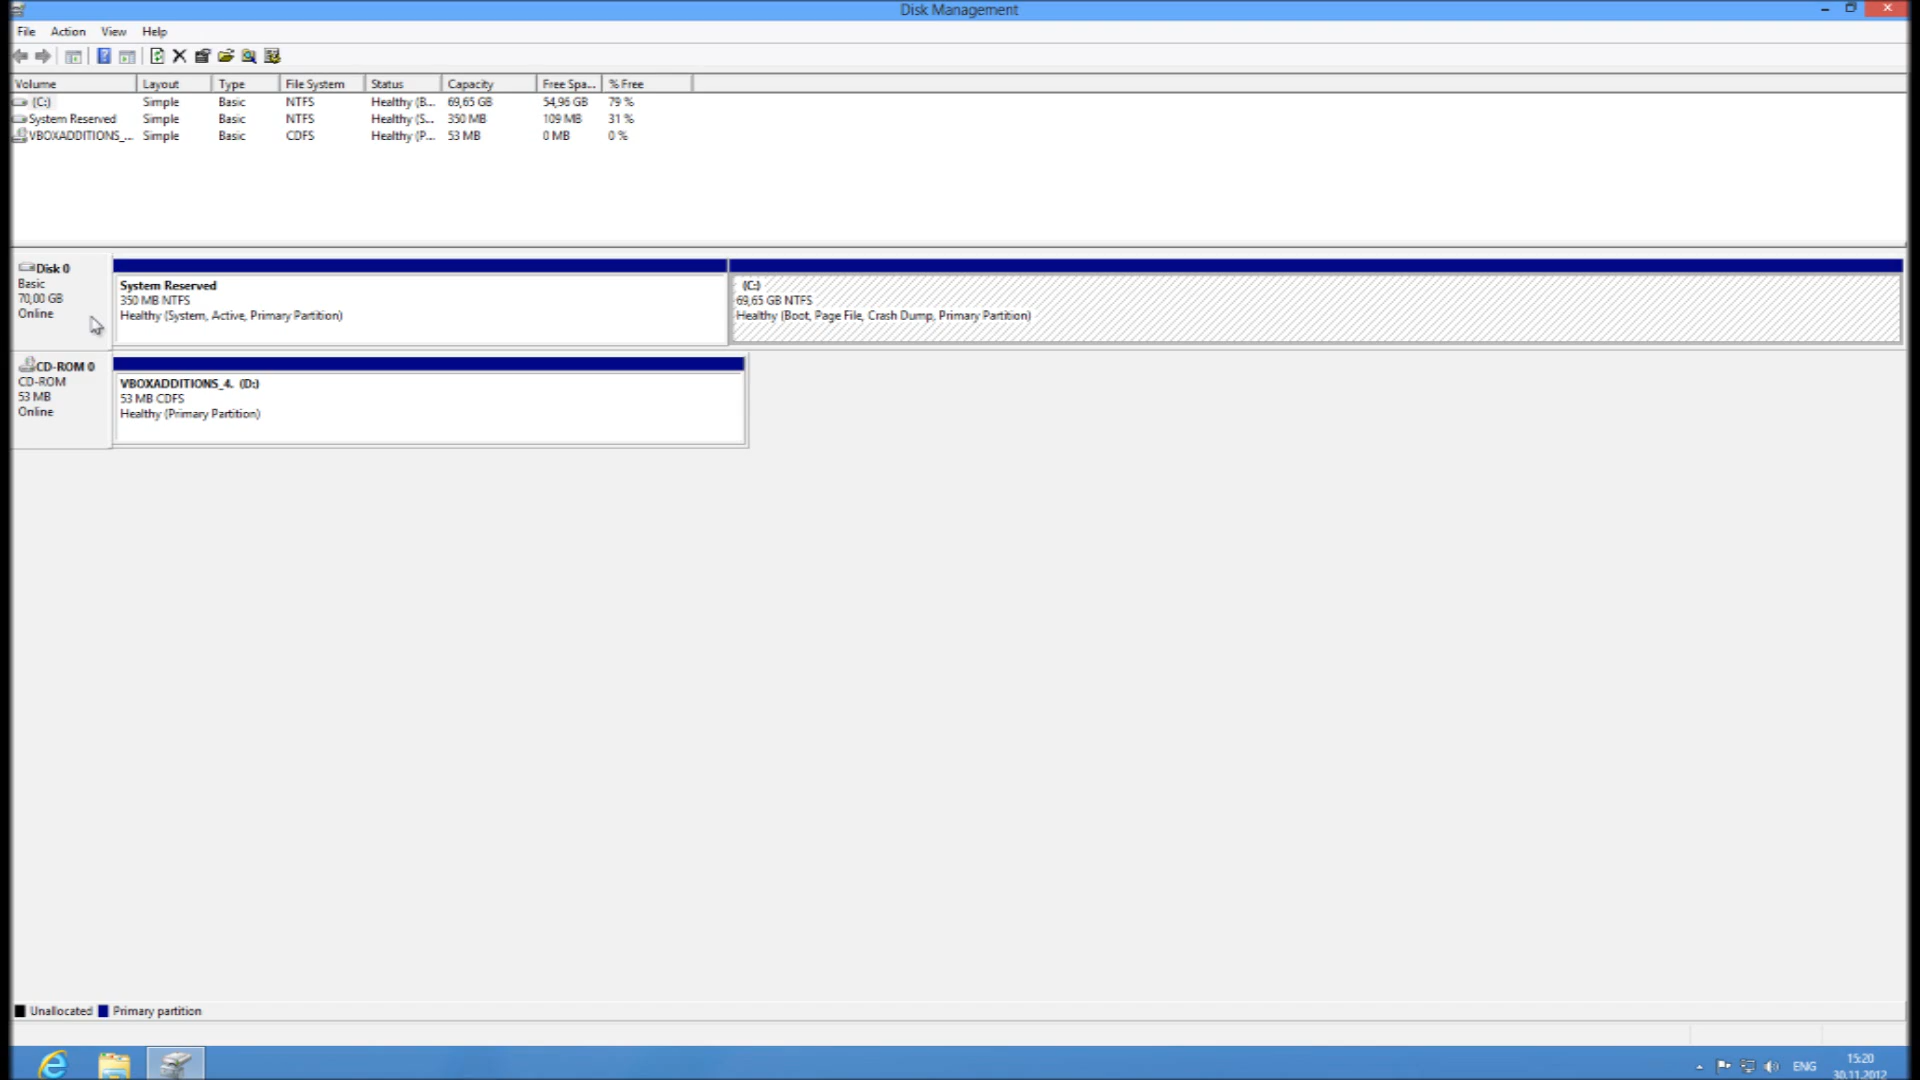 Disk Management
File Action View Help
Volume Layout Type File System Status Capacity Free Spa... % Free
(C:) Simple Basic NTFS Healthy (B... 69,65 GB 54,96 GB 79 %
System Reserved Simple Basic NTFS Healthy (S... 350 MB 109 MB 31 %
VBOXADDITIONS_... Simple Basic CDFS Healthy (P... 53 MB 0 MB 0 %
Disk 0
Basic
70,00 GB
Online
System Reserved
350 MB NTFS
Healthy (System, Active, Primary Partition)
(C:)
69,65 GB NTFS
Healthy (Boot, Page File, Crash Dump, Primary Partition)
CD-ROM 0
CD-ROM
53 MB
Online
VBOXADDITIONS_4. (D:)
53 MB CDFS
Healthy (Primary Partition)
Unallocated Primary partition
ENG
15:20
30.11.2012